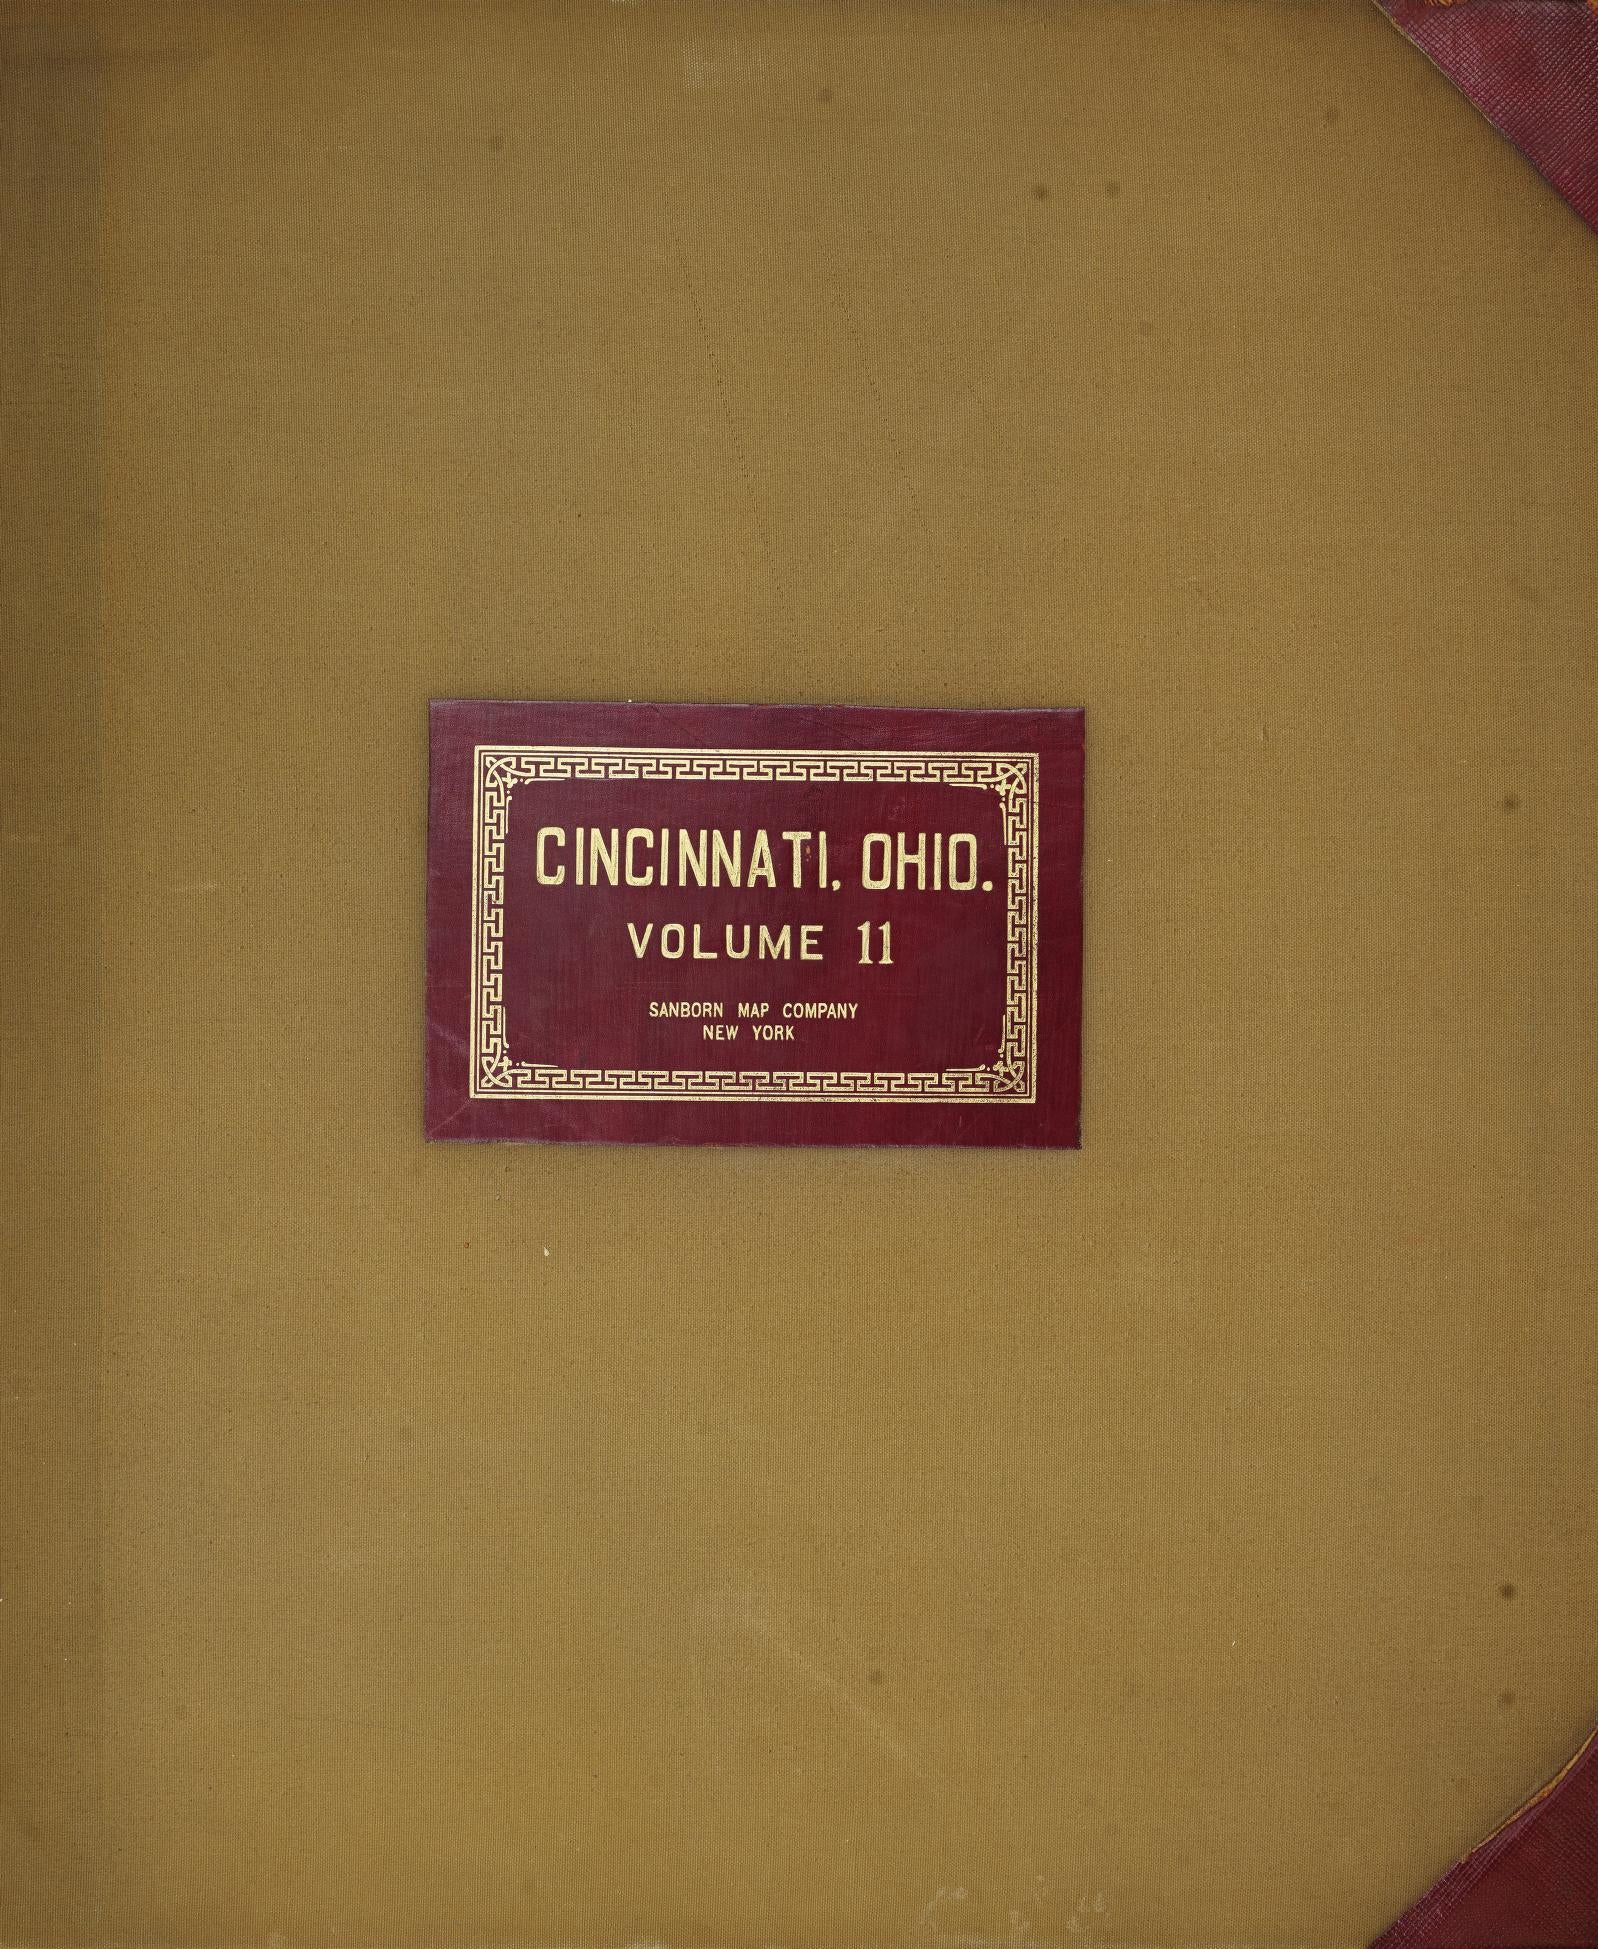 CINCINNATI, OHIO.
VOLUME 11
SANBORN MAP COMPANY
NEW YORK